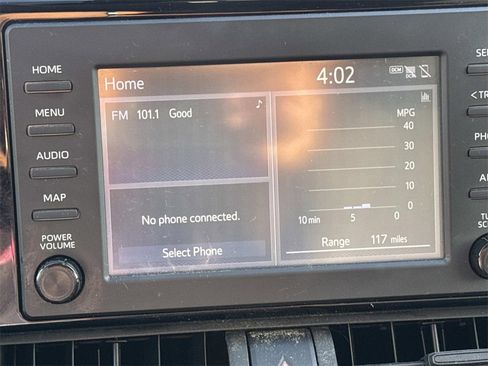 HOME
MENU
AUDIO
MAP
POWER
VOLUME
Home
4:02
DCM
FM 101.1 Good
No phone connected.
Select Phone
MPG
40
30
20
10
0
10 min 5 0
Range 117 miles